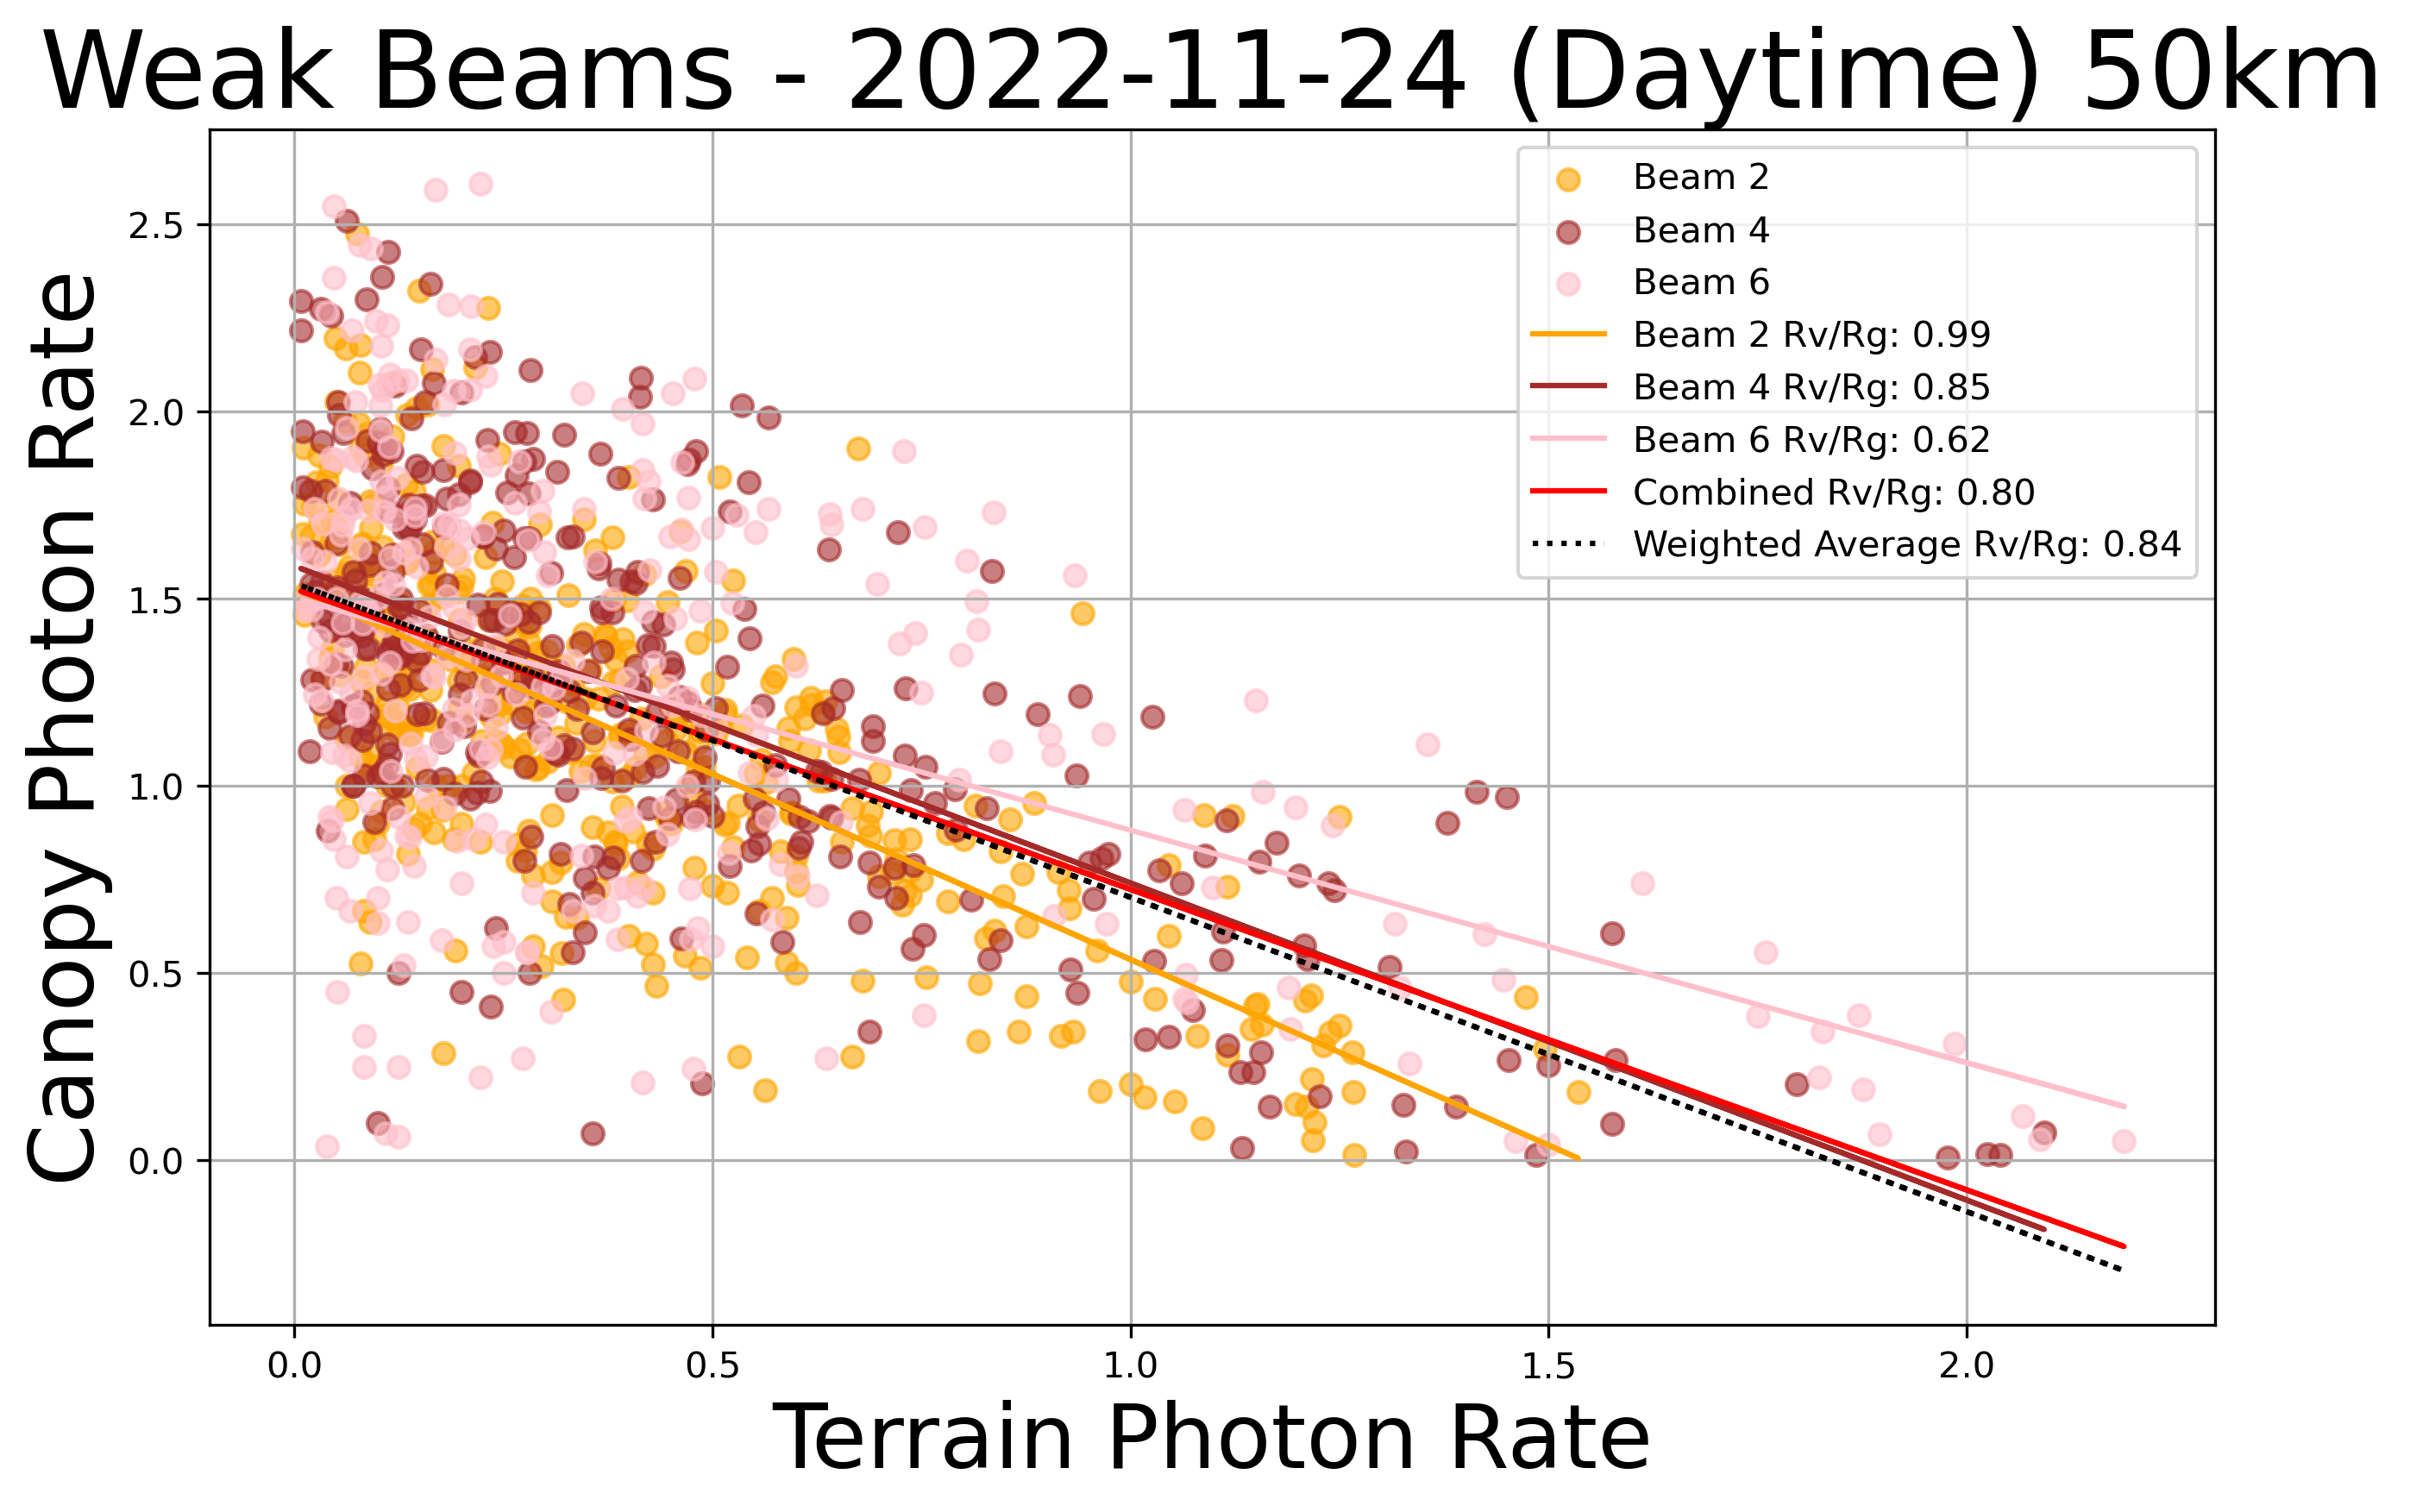 Weak Beams - 2022-11-24 (Daytime) 50km
Beam 2
Beam 4
Beam 6
Beam 2 Rv/Rg: 0.99
Beam 4 Rv/Rg: 0.85
Beam 6 Rv/Rg: 0.62
Combined Rv/Rg: 0.80
Weighted Average Rv/Rg: 0.84
Canopy Photon Rate
2.5
2.0
1.5
1.0
0.5
0.0
0.0 0.5 1.0 1.5 2.0
Terrain Photon Rate